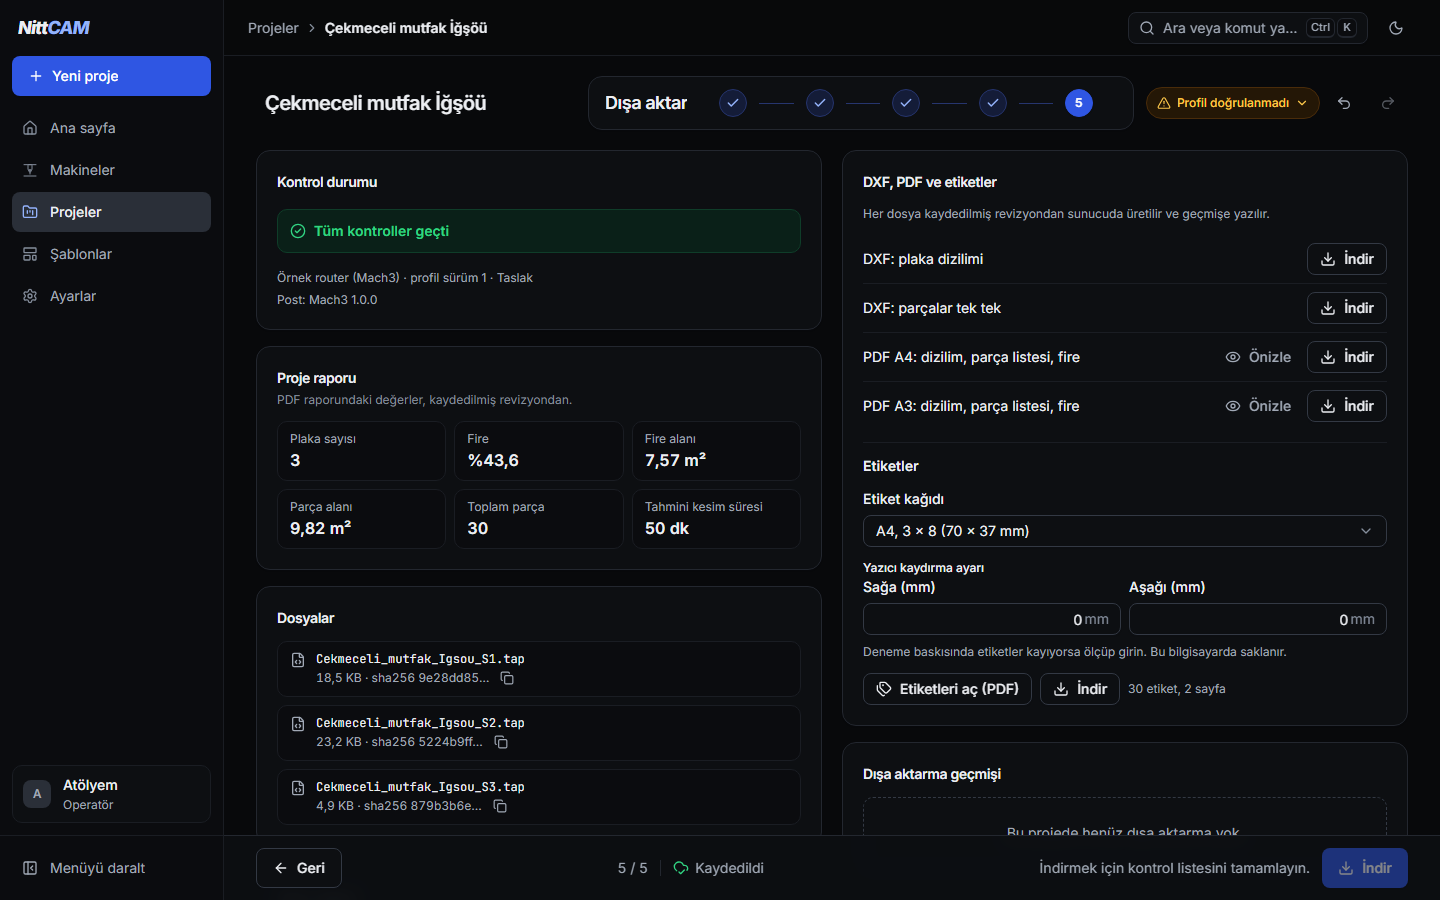 NittCAM
Projeler > Çekmeceli mutfak İğşöü
Ara veya komut ya... Ctrl K
Yeni proje
Ana sayfa
Makineler
Projeler
Şablonlar
Ayarlar
A
Atölyem
Operatör
Menüyü daralt
Çekmeceli mutfak İğşöü
Dışa aktar
5
Profil doğrulanmadı
Kontrol durumu
Tüm kontroller geçti
Örnek router (Mach3) · profil sürüm 1 · Taslak
Post: Mach3 1.0.0
Proje raporu
PDF raporundaki değerler, kaydedilmiş revizyondan.
Plaka sayısı
3
Fire
%43,6
Fire alanı
7,57 m²
Parça alanı
9,82 m²
Toplam parça
30
Tahmini kesim süresi
50 dk
Dosyalar
Cekmeceli_mutfak_Igsou_S1.tap
18,5 KB · sha256 9e28dd85...
Cekmeceli_mutfak_Igsou_S2.tap
23,2 KB · sha256 5224b9ff...
Cekmeceli_mutfak_Igsou_S3.tap
4,9 KB · sha256 879b3b6e...
DXF, PDF ve etiketler
Her dosya kaydedilmiş revizyondan sunucuda üretilir ve geçmişe yazılır.
DXF: plaka dizilimi İndir
DXF: parçalar tek tek İndir
PDF A4: dizilim, parça listesi, fire Önizle İndir
PDF A3: dizilim, parça listesi, fire Önizle İndir
Etiketler
Etiket kağıdı
A4, 3 × 8 (70 × 37 mm)
Yazıcı kaydırma ayarı
Sağa (mm) Aşağı (mm)
0 mm 0 mm
Deneme baskısında etiketler kayıyorsa ölçüp girin. Bu bilgisayarda saklanır.
Etiketleri aç (PDF) İndir 30 etiket, 2 sayfa
Dışa aktarma geçmişi
Bu projede henüz dışa aktarma yok
Geri
5 / 5 Kaydedildi
İndirmek için kontrol listesini tamamlayın. İndir